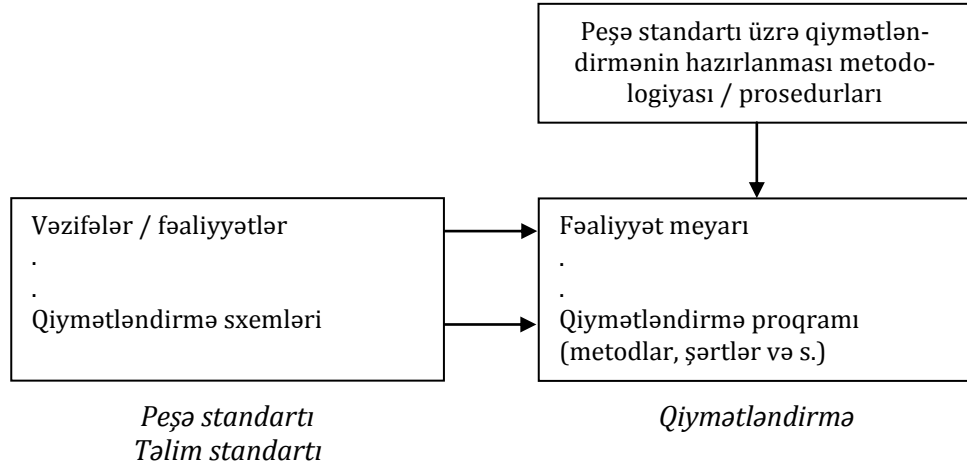 Peşə standartı üzrə qiymətlən-
dirmənin hazırlanması metodo-
logiyası / prosedurları
Vəzifələr / fəaliyyətlər
.
.
Qiymətləndirmə sxemləri
Fəaliyyət meyarı
.
.
Qiymətləndirmə proqramı
(metodlar, şərtlər və s.)
Peşə standartı
Təlim standartı
Qiymətləndirmə